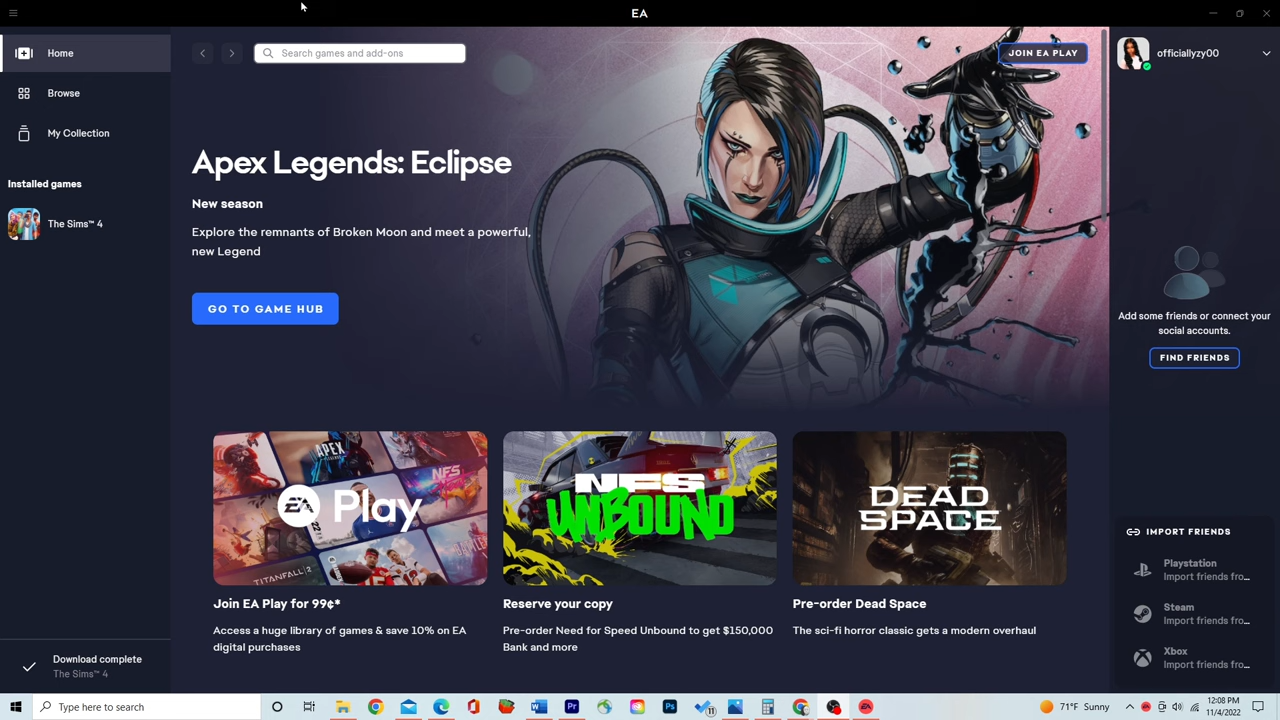 EA
Home
Browse
My Collection
Installed games
The Sims™ 4
Download complete
The Sims™ 4
Search games and add-ons
JOIN EA PLAY
Apex Legends: Eclipse
New season
Explore the remnants of Broken Moon and meet a powerful,
new Legend
GO TO GAME HUB
APEX
NFS
EA Play
22
TITANFALL 2
Join EA Play for 99¢*
Access a huge library of games & save 10% on EA
digital purchases
NFS
UNBOUND
Reserve your copy
Pre-order Need for Speed Unbound to get $150,000
Bank and more
DEAD
SPACE
Pre-order Dead Space
The sci-fi horror classic gets a modern overhaul
officiallyzy00
Add some friends or connect your
social accounts.
FIND FRIENDS
IMPORT FRIENDS
Playstation
Import friends fro...
Steam
Import friends fro...
Xbox
Import friends fro...
Type here to search
11
71°F Sunny
12:08 PM
11/4/2022